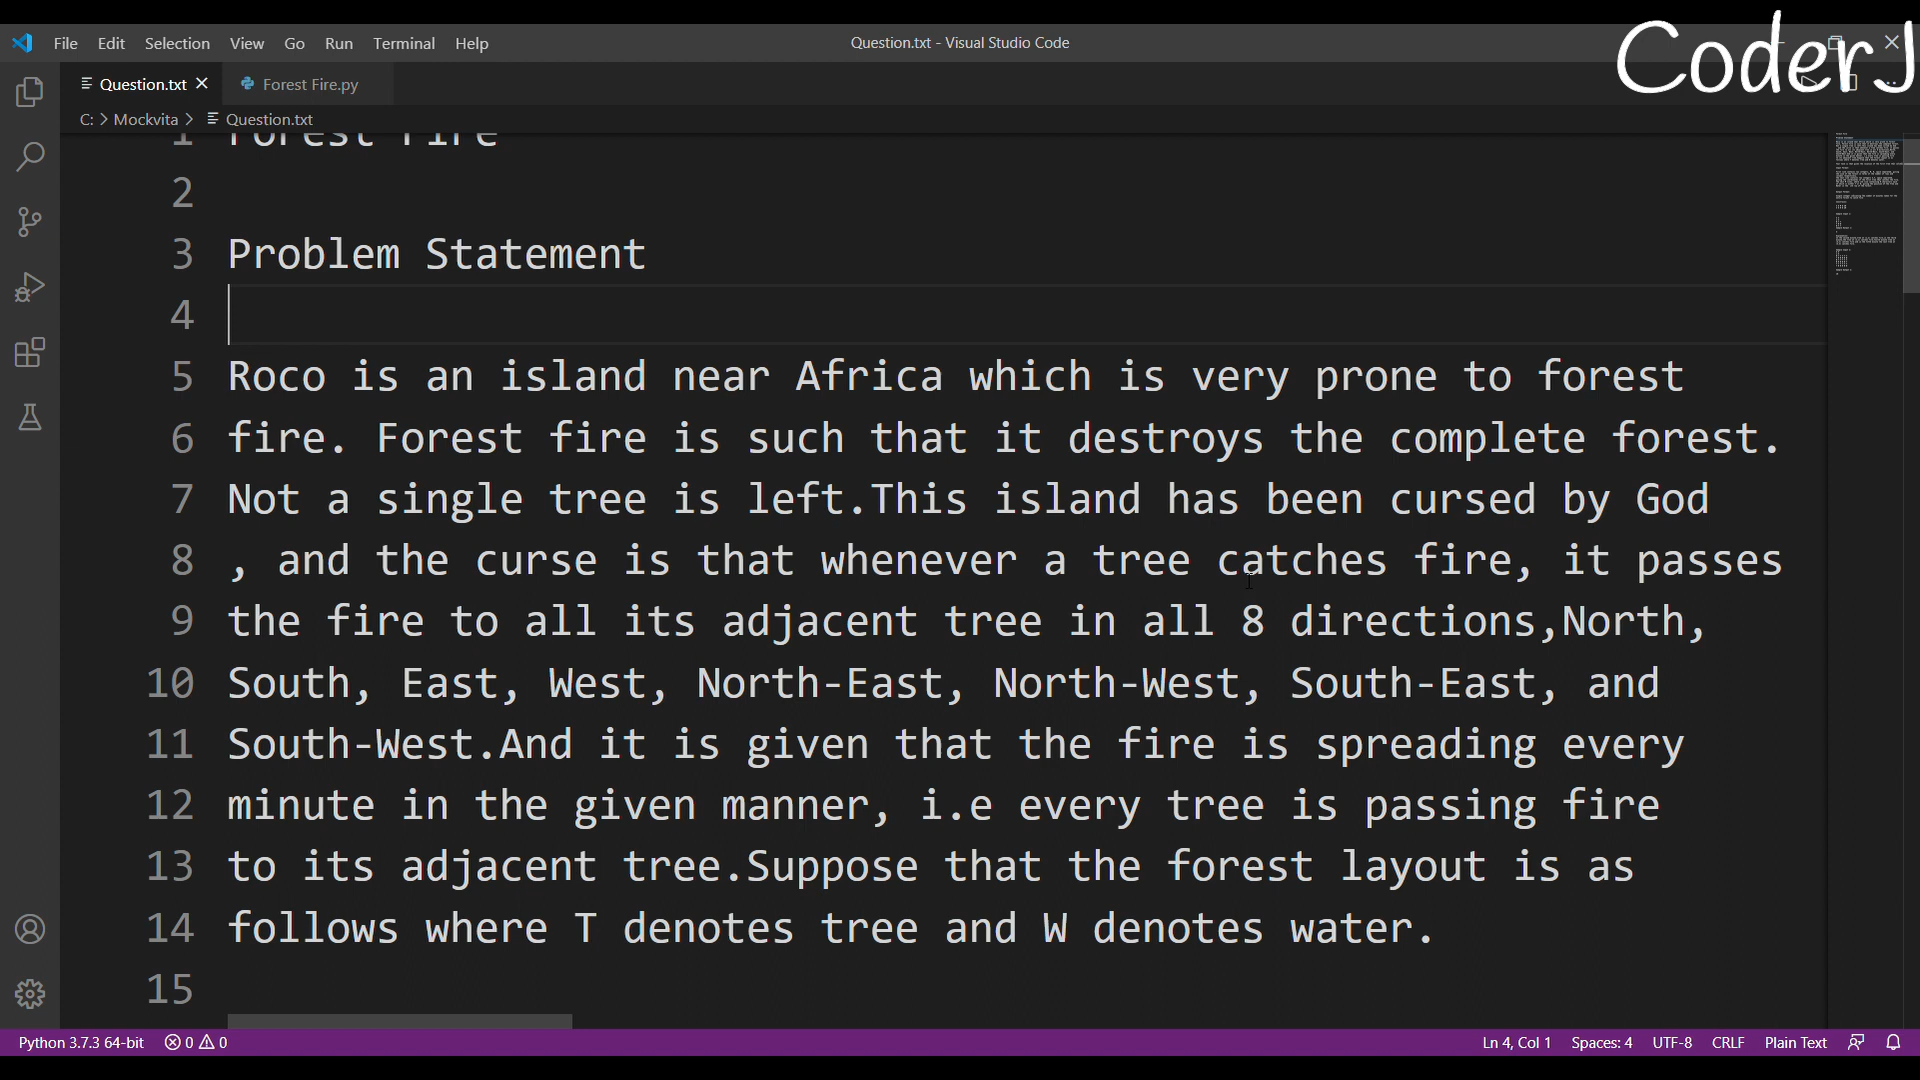 CoderJ
File Edit Selection View Go Run Terminal Help Question.txt - Visual Studio Code
Question.txt Forest Fire.py
C: > Mockvita > Question.txt
1 Forest Fire
2
3 Problem Statement
4
5 Roco is an island near Africa which is very prone to forest
6 fire. Forest fire is such that it destroys the complete forest.
7 Not a single tree is left.This island has been cursed by God
8 , and the curse is that whenever a tree catches fire, it passes
9 the fire to all its adjacent tree in all 8 directions,North,
10 South, East, West, North-East, North-West, South-East, and
11 South-West.And it is given that the fire is spreading every
12 minute in the given manner, i.e every tree is passing fire
13 to its adjacent tree.Suppose that the forest layout is as
14 follows where T denotes tree and W denotes water.
15
Python 3.7.3 64-bit 0 0 Ln 4, Col 1 Spaces: 4 UTF-8 CRLF Plain Text